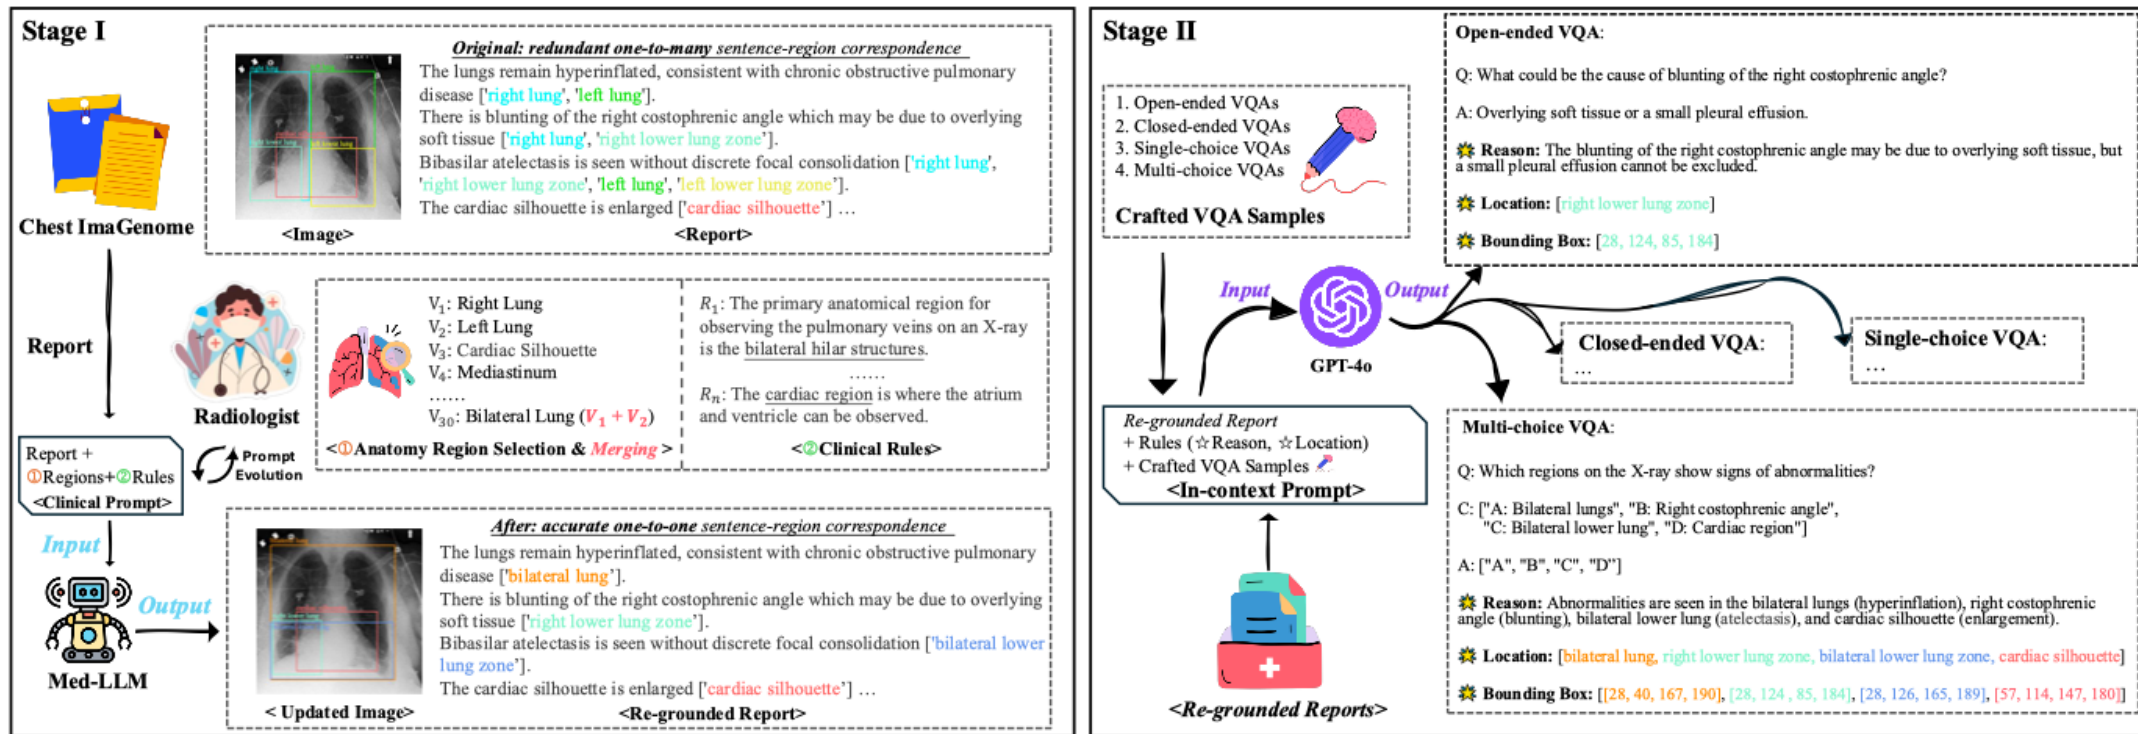 Stage I
Original: redundant one-to-many sentence-region correspondence
The lungs remain hyperinflated, consistent with chronic obstructive pulmonary
disease ['right lung', 'left lung'].
There is blunting of the right costophrenic angle which may be due to overlying
soft tissue ['right lung', 'right lower lung zone'].
Bibasilar atelectasis is seen without discrete focal consolidation ['right lung',
'right lower lung zone', 'left lung', 'left lower lung zone'].
The cardiac silhouette is enlarged ['cardiac silhouette'] …
<Image>
<Report>
Chest ImaGenome
Report
Radiologist
V1: Right Lung
V2: Left Lung
V3: Cardiac Silhouette
V4: Mediastinum
……
V30: Bilateral Lung (V1 + V2)
<①Anatomy Region Selection & Merging >
R1: The primary anatomical region for
observing the pulmonary veins on an X-ray
is the bilateral hilar structures.
……
Rn: The cardiac region is where the atrium
and ventricle can be observed.
<②Clinical Rules>
Report +
①Regions+②Rules
<Clinical Prompt>
Prompt
Evolution
Input
Med-LLM
Output
After: accurate one-to-one sentence-region correspondence
The lungs remain hyperinflated, consistent with chronic obstructive pulmonary
disease ['bilateral lung'].
There is blunting of the right costophrenic angle which may be due to overlying
soft tissue ['right lower lung zone'].
Bibasilar atelectasis is seen without discrete focal consolidation ['bilateral lower
lung zone'].
The cardiac silhouette is enlarged ['cardiac silhouette'] …
< Updated Image>
<Re-grounded Report>
Stage II
1. Open-ended VQAs
2. Closed-ended VQAs
3. Single-choice VQAs
4. Multi-choice VQAs
Crafted VQA Samples
Input
Output
GPT-4o
Re-grounded Report
+ Rules (☆Reason, ☆Location)
+ Crafted VQA Samples
<In-context Prompt>
<Re-grounded Reports>
Open-ended VQA:
Q: What could be the cause of blunting of the right costophrenic angle?
A: Overlying soft tissue or a small pleural effusion.
Reason: The blunting of the right costophrenic angle may be due to overlying soft tissue, but
a small pleural effusion cannot be excluded.
Location: [right lower lung zone]
Bounding Box: [28, 124, 85, 184]
Closed-ended VQA:
…
Single-choice VQA:
…
Multi-choice VQA:
Q: Which regions on the X-ray show signs of abnormalities?
C: ["A: Bilateral lungs", "B: Right costophrenic angle",
"C: Bilateral lower lung", "D: Cardiac region"]
A: ["A", "B", "C", "D"]
Reason: Abnormalities are seen in the bilateral lungs (hyperinflation), right costophrenic
angle (blunting), bilateral lower lung (atelectasis), and cardiac silhouette (enlargement).
Location: [bilateral lung, right lower lung zone, bilateral lower lung zone, cardiac silhouette]
Bounding Box: [[28, 40, 167, 190], [28, 124 , 85, 184], [28, 126, 165, 189], [57, 114, 147, 180]]